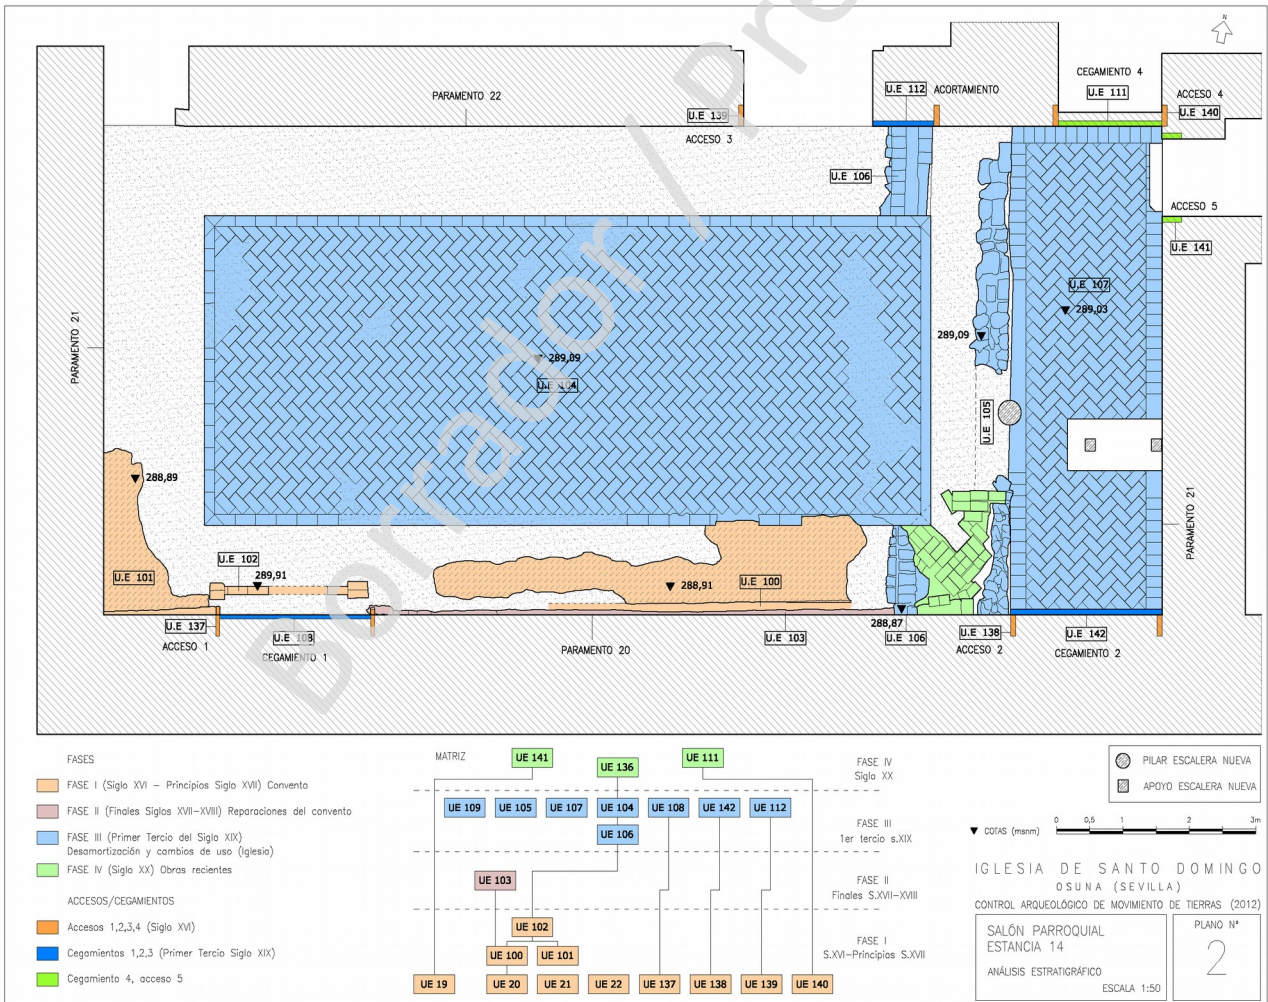 N
CEGAMIENTO 4
U.E 112 ACORTAMIENTO
U.E 111
ACCESO 4
PARAMENTO 22
U.E 139
U.E 140
ACCESO 3
U.E 106
ACCESO 5
U.E 141
U.E 107
289,03
PARAMENTO 21
289,09
289,09
U.E 104
U.E 105
288,89
PARAMENTO 21
U.E 102
U.E 101
289,91
288,91
U.E 100
U.E 137
U.E 108
288,87
U.E 106
U.E 138
U.E 142
ACCESO 1
CEGAMIENTO 1
PARAMENTO 20
U.E 103
ACCESO 2
CEGAMIENTO 2
Borrador / Pre
FASES
FASE I (Siglo XVI – Principios Siglo XVII) Convento
FASE II (Finales Siglos XVII–XVIII) Reparaciones del convento
FASE III (Primer Tercio del Siglo XIX)
Desamortización y cambios de uso (Iglesia)
FASE IV (Siglo XX) Obras recientes
ACCESOS/CEGAMIENTOS
Accesos 1,2,3,4 (Siglo XVI)
Cegamientos 1,2,3 (Primer Tercio Siglo XIX)
Cegamiento 4, acceso 5
MATRIZ
UE 141
UE 136
UE 111
FASE IV
Siglo XX
UE 109 UE 105 UE 107 UE 104 UE 108 UE 142 UE 112
UE 106
FASE III
1er tercio s.XIX
UE 103
FASE II
Finales S.XVII–XVIII
UE 102
UE 100 UE 101
FASE I
S.XVI–Principios S.XVII
UE 19 UE 20 UE 21 UE 22 UE 137 UE 138 UE 139 UE 140
PILAR ESCALERA NUEVA
APOYO ESCALERA NUEVA
COTAS (msnm)
0 0,5 1 2 3m
IGLESIA DE SANTO DOMINGO
OSUNA (SEVILLA)
CONTROL ARQUEOLÓGICO DE MOVIMIENTO DE TIERRAS (2012)
SALÓN PARROQUIAL
ESTANCIA 14
ANÁLISIS ESTRATIGRÁFICO
ESCALA 1:50
PLANO Nº
2